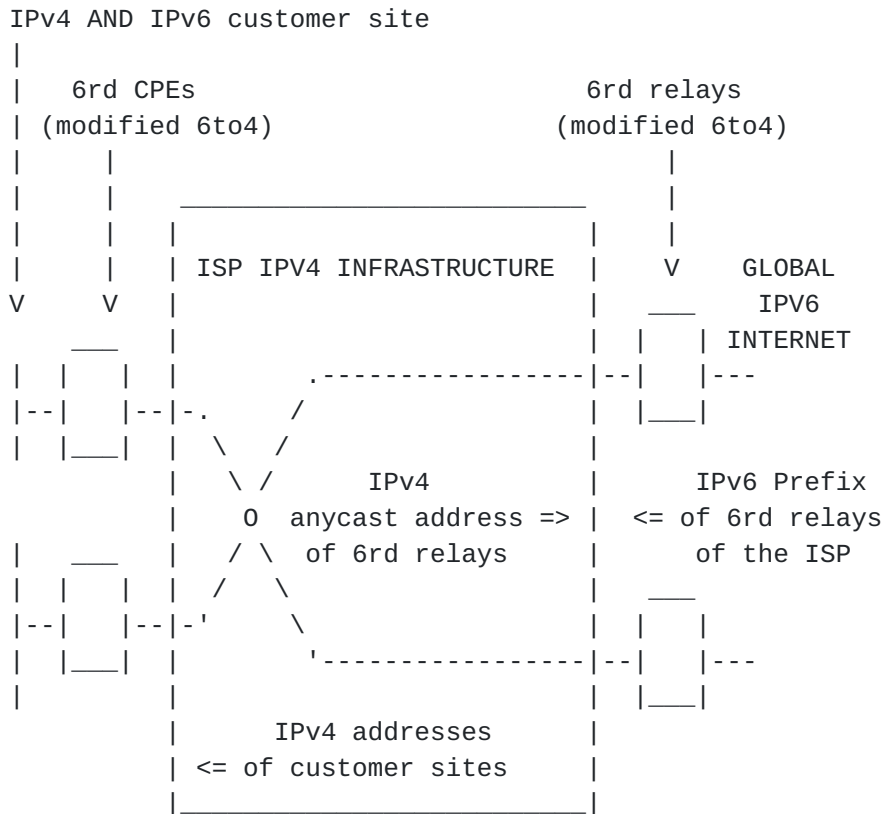 IPv4 AND IPv6 customer site
6rd CPEs 6rd relays
(modified 6to4) (modified 6to4)
ISP IPV4 INFRASTRUCTURE V GLOBAL
V V IPV6
INTERNET
IPv4 IPv6 Prefix
O anycast address => <= of 6rd relays
of 6rd relays of the ISP
IPv4 addresses
<= of customer sites